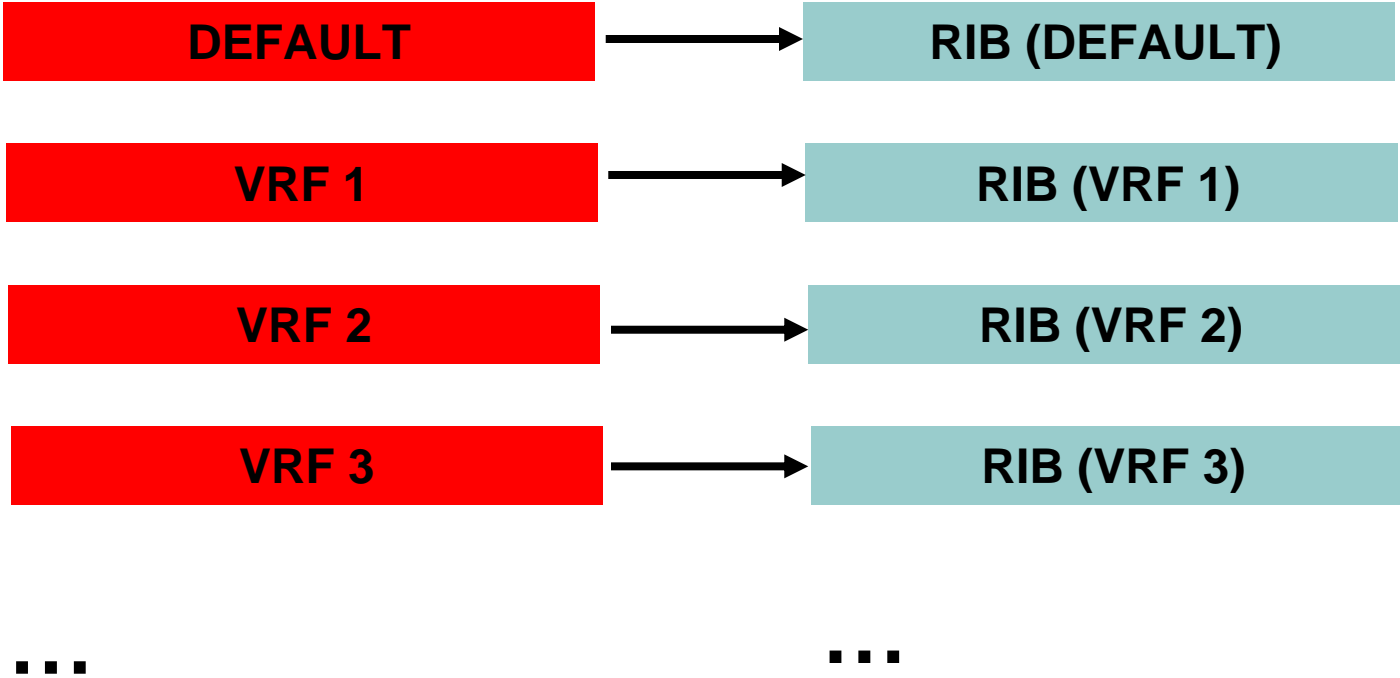 DEFAULT
RIB (DEFAULT)
VRF 1
RIB (VRF 1)
VRF 2
RIB (VRF 2)
VRF 3
RIB (VRF 3)
...
...